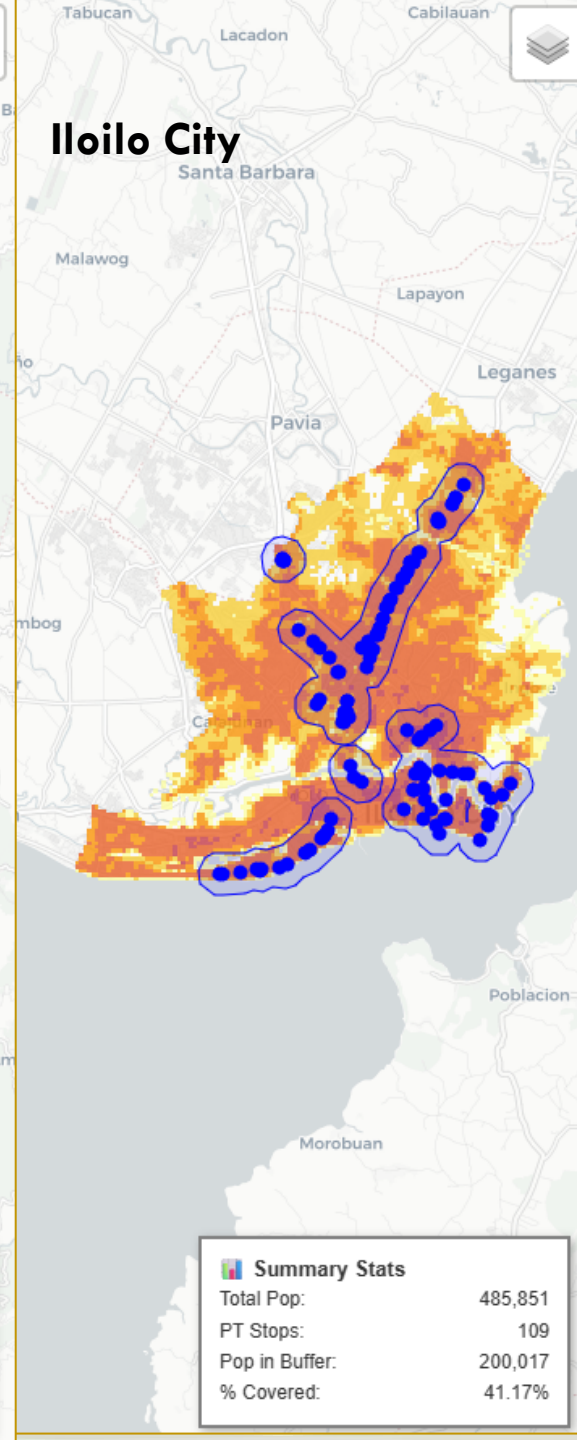 Tabucan
Cabilauan
Lacadon
Iloilo City
Santa Barbara
Malawog
Lapayon
Leganes
Pavia
mbog
Poblacion
Morobuan
Summary Stats
Total Pop: 485,851
PT Stops: 109
Pop in Buffer: 200,017
% Covered: 41.17%